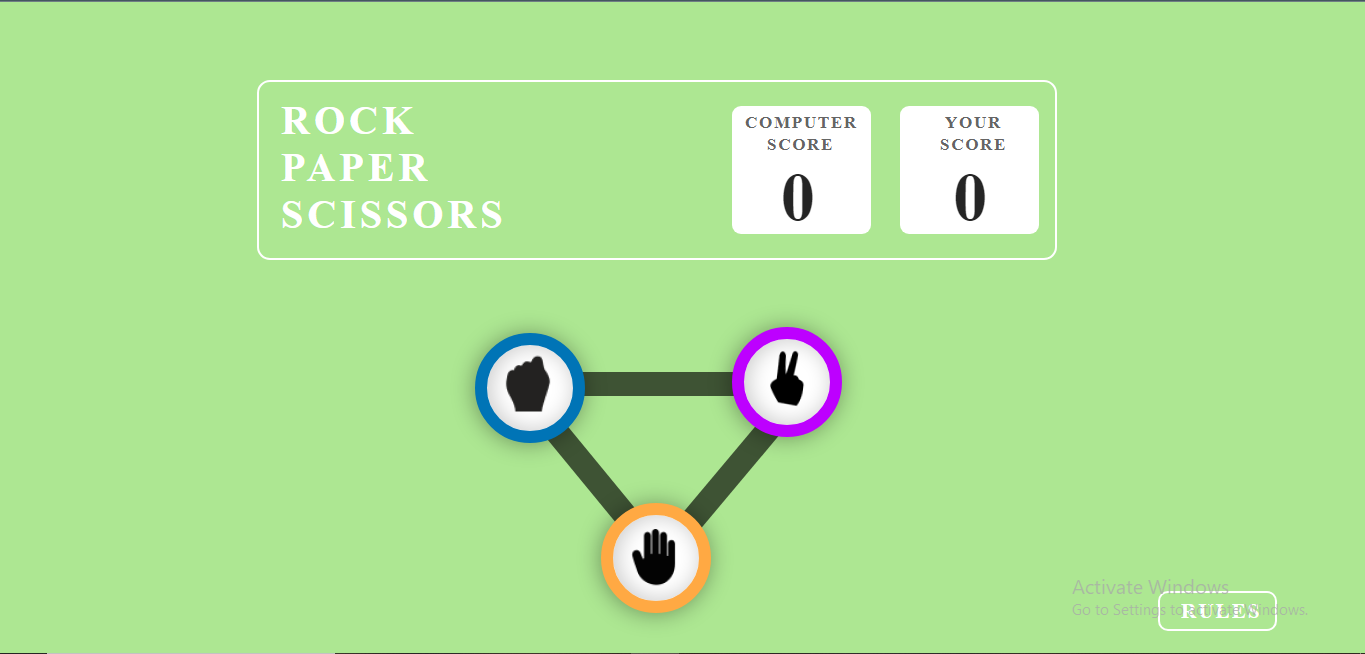 ROCK
PAPER
SCISSORS
COMPUTER
SCORE
0
YOUR
SCORE
0
Activate Windows
Go to Settings to activate Windows.
RULES